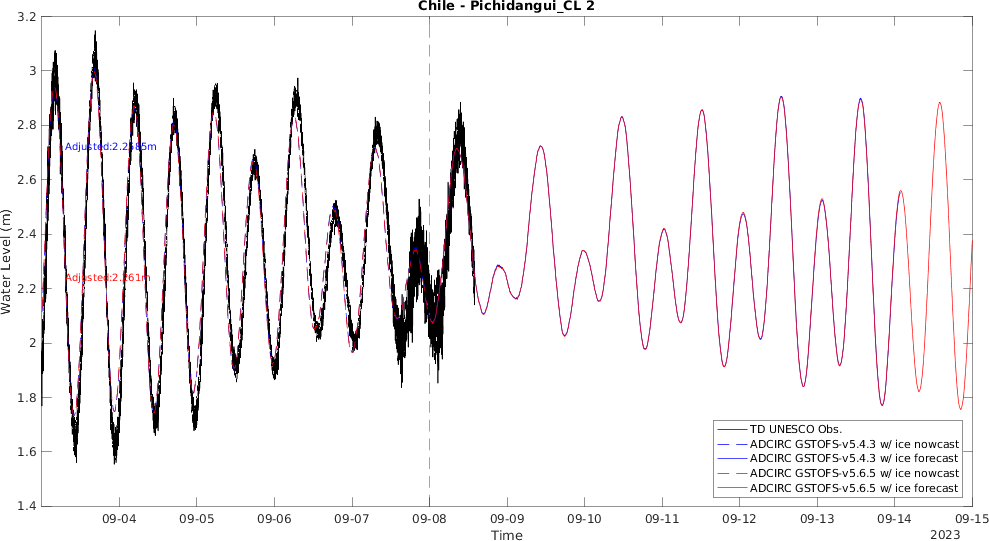 Chile - Pichidangui_CL 2
3.2
3
2.8
2.6
2.4
2.2
2
1.8
1.6
1.4
Water Level (m)
Adjusted:2.2585m
Adjusted:2.261m
TD UNESCO Obs.
ADCIRC GSTOFS-v5.4.3 w/ ice nowcast
ADCIRC GSTOFS-v5.4.3 w/ ice forecast
ADCIRC GSTOFS-v5.6.5 w/ ice nowcast
ADCIRC GSTOFS-v5.6.5 w/ ice forecast
09-04 09-05 09-06 09-07 09-08 09-09 09-10 09-11 09-12 09-13 09-14 09-15
Time
2023